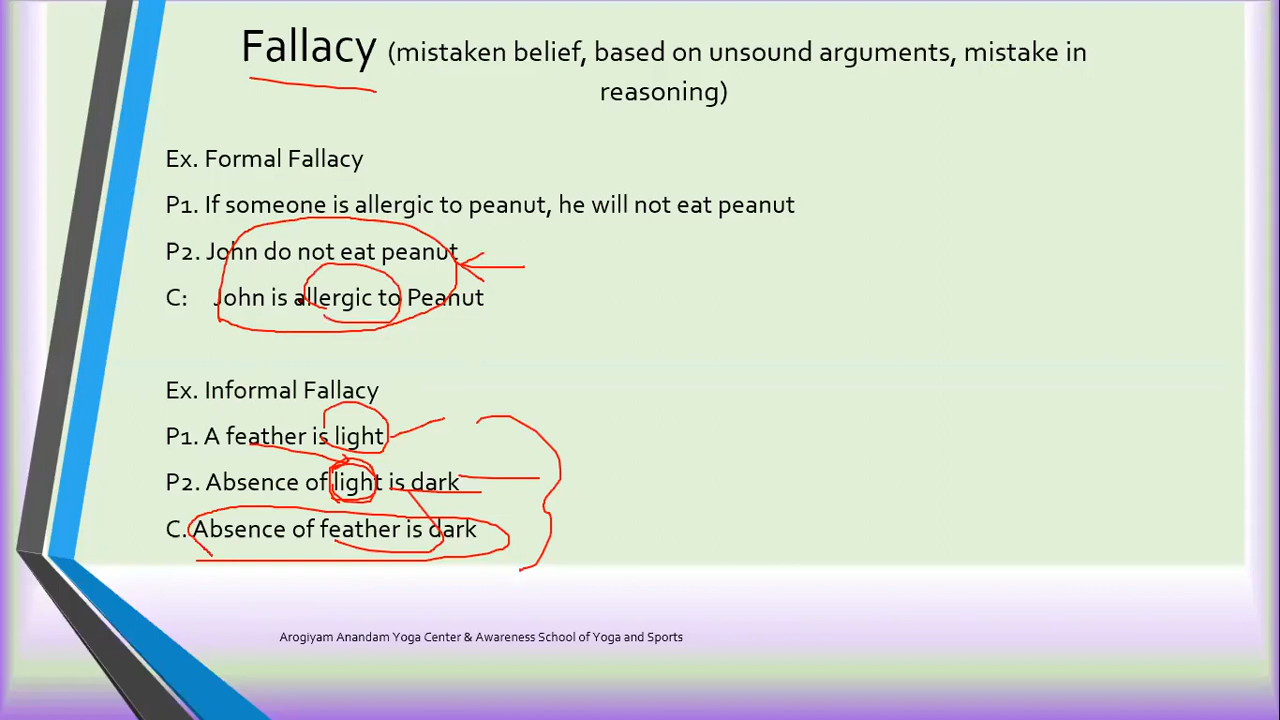 Fallacy (mistaken belief, based on unsound arguments, mistake in
reasoning)
Ex. Formal Fallacy
P1. If someone is allergic to peanut, he will not eat peanut
P2. John do not eat peanut
C: John is allergic to Peanut
Ex. Informal Fallacy
P1. A feather is light
P2. Absence of light is dark
C. Absence of feather is dark
Arogiyam Anandam Yoga Center & Awareness School of Yoga and Sports